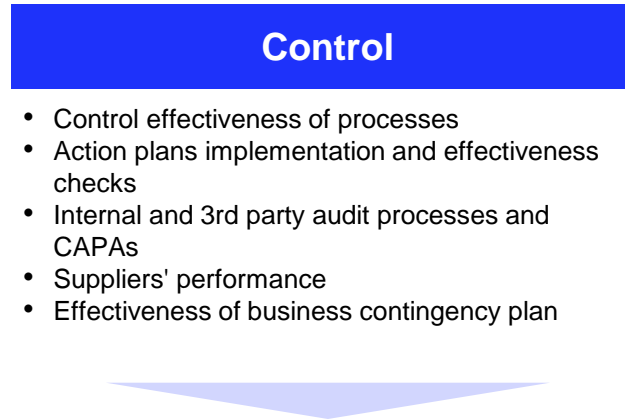 Control
• Control effectiveness of processes
• Action plans implementation and effectiveness
checks
• Internal and 3rd party audit processes and
CAPAs
• Suppliers' performance
• Effectiveness of business contingency plan